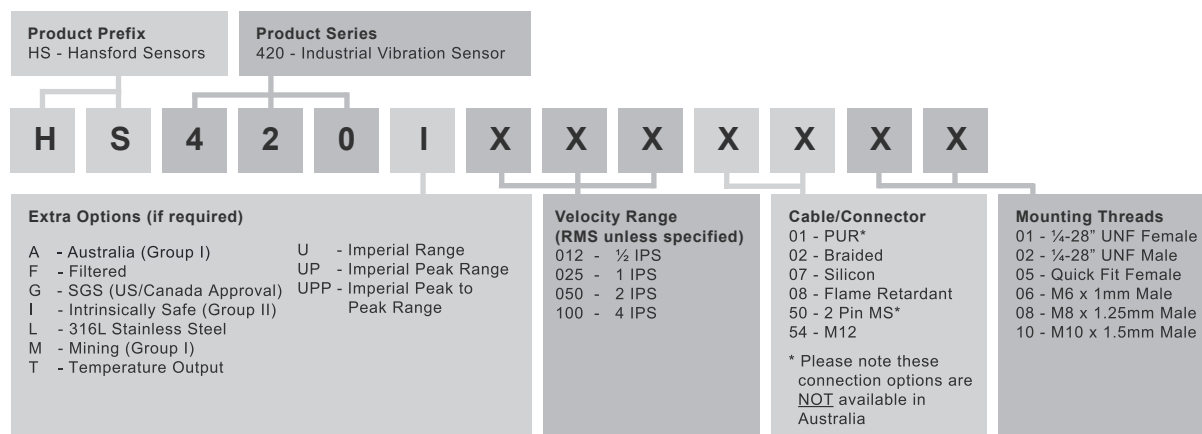 Product Prefix
HS - Hansford Sensors
Product Series
420 - Industrial Vibration Sensor
H S 4 2 0 I X X X X X X X
Extra Options (if required)
A - Australia (Group I)
F - Filtered
G - SGS (US/Canada Approval)
I - Intrinsically Safe (Group II)
L - 316L Stainless Steel
M - Mining (Group I)
T - Temperature Output
U - Imperial Range
UP - Imperial Peak Range
UPP - Imperial Peak to
Peak Range
Velocity Range
(RMS unless specified)
012 - ½ IPS
025 - 1 IPS
050 - 2 IPS
100 - 4 IPS
Cable/Connector
01 - PUR*
02 - Braided
07 - Silicon
08 - Flame Retardant
50 - 2 Pin MS*
54 - M12
* Please note these
connection options are
NOT available in
Australia
Mounting Threads
01 - ¼-28” UNF Female
02 - ¼-28” UNF Male
05 - Quick Fit Female
06 - M6 x 1mm Male
08 - M8 x 1.25mm Male
10 - M10 x 1.5mm Male